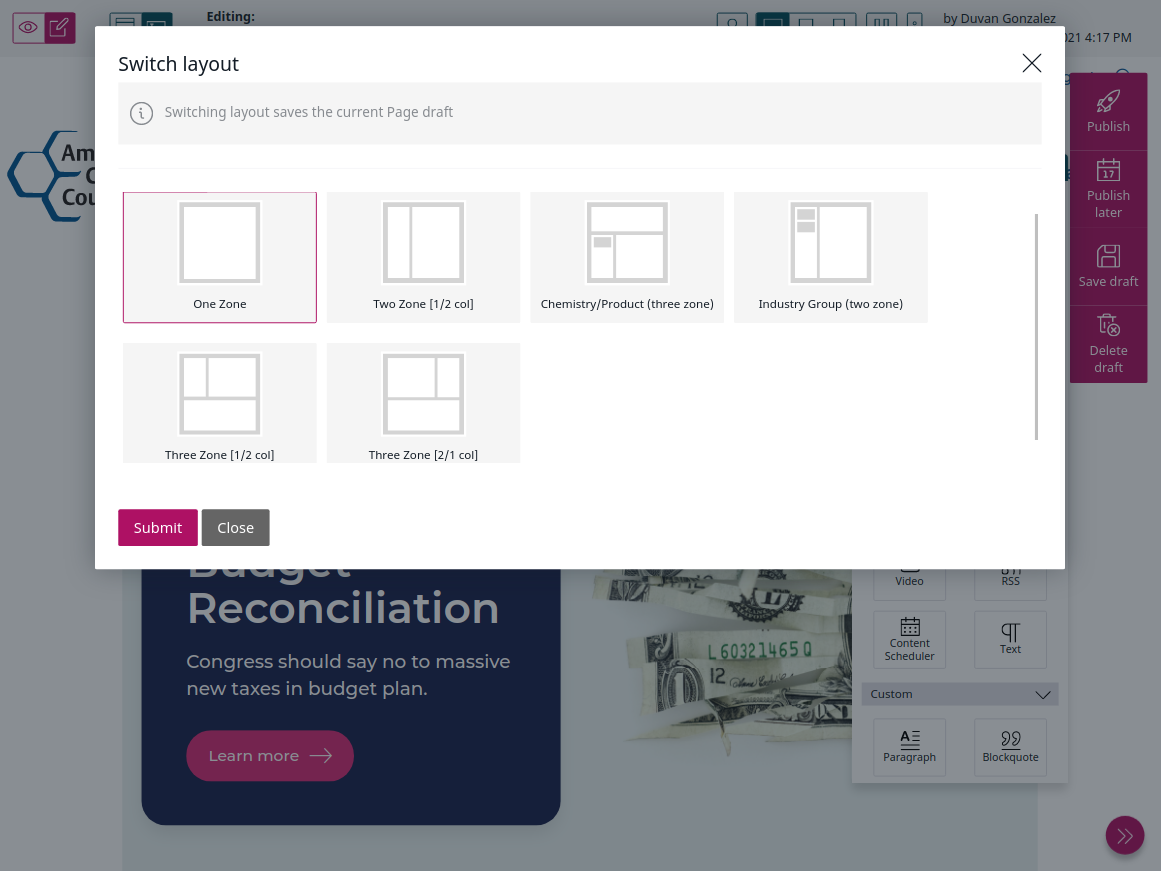 Editing:
by Duvan Gonzalez
021 4:17 PM
Switch layout
Switching layout saves the current Page draft
One Zone
Two Zone [1/2 col]
Chemistry/Product (three zone)
Industry Group (two zone)
Three Zone [1/2 col]
Three Zone [2/1 col]
Submit
Close
Publish
17
Publish
later
Save draft
Delete
draft
Am
C
Cou
Budget
Reconciliation
Congress should say no to massive
new taxes in budget plan.
Learn more
L 60321465 Q
12
Video
RSS
Content
Scheduler
Text
Custom
Paragraph
Blockquote